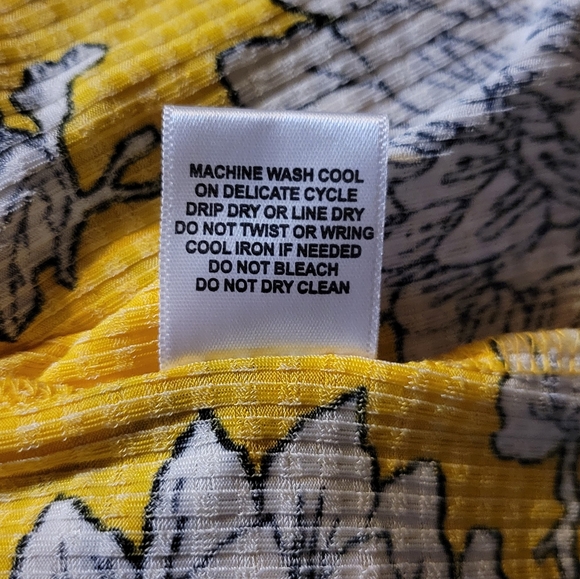 MACHINE WASH COOL
ON DELICATE CYCLE
DRIP DRY OR LINE DRY
DO NOT TWIST OR WRING
COOL IRON IF NEEDED
DO NOT BLEACH
DO NOT DRY CLEAN